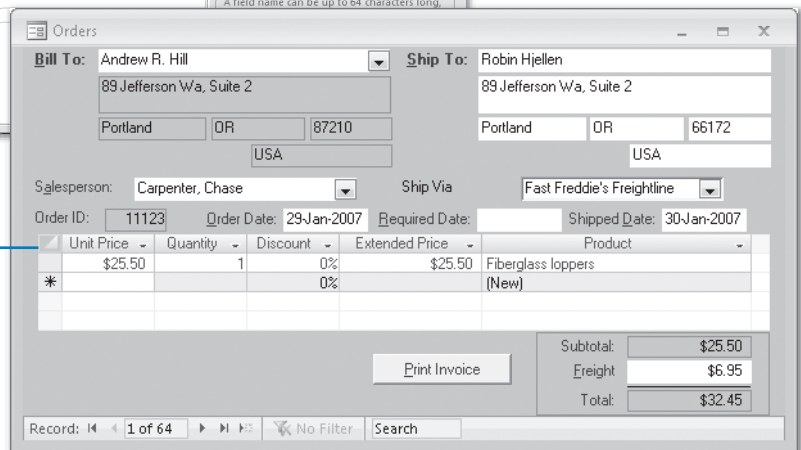 A field name can be up to 64 characters long,
Orders
Bill To: Andrew R. Hill Ship To: Robin Hjellen
89 Jefferson Wa, Suite 2 89 Jefferson Wa, Suite 2
Portland OR 87210 Portland OR 66172
USA USA
Salesperson: Carpenter, Chase Ship Via Fast Freddie's Freightline
Order ID: 11123 Order Date: 29-Jan-2007 Required Date: Shipped Date: 30-Jan-2007
Unit Price Quantity Discount Extended Price Product
$25.50 1 0% $25.50 Fiberglass loppers
* 0% (New)
Subtotal: $25.50
Print Invoice Freight $6.95
Total: $32.45
Record: 1 of 64 No Filter Search